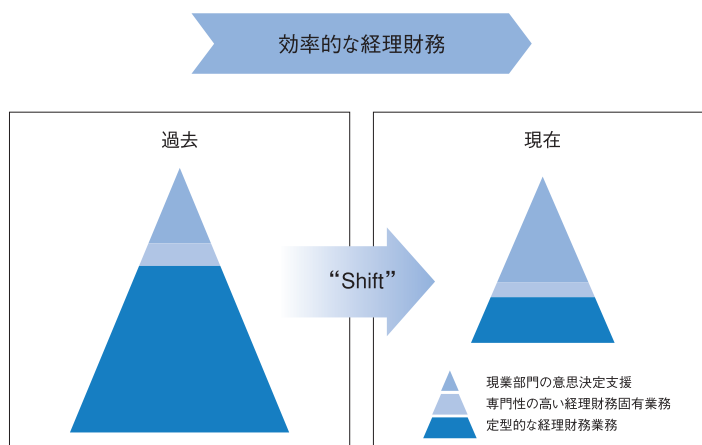 効率的な経理財務
過去
現在
“Shift”
現業部門の意思決定支援
専門性の高い経理財務固有業務
定型的な経理財務業務